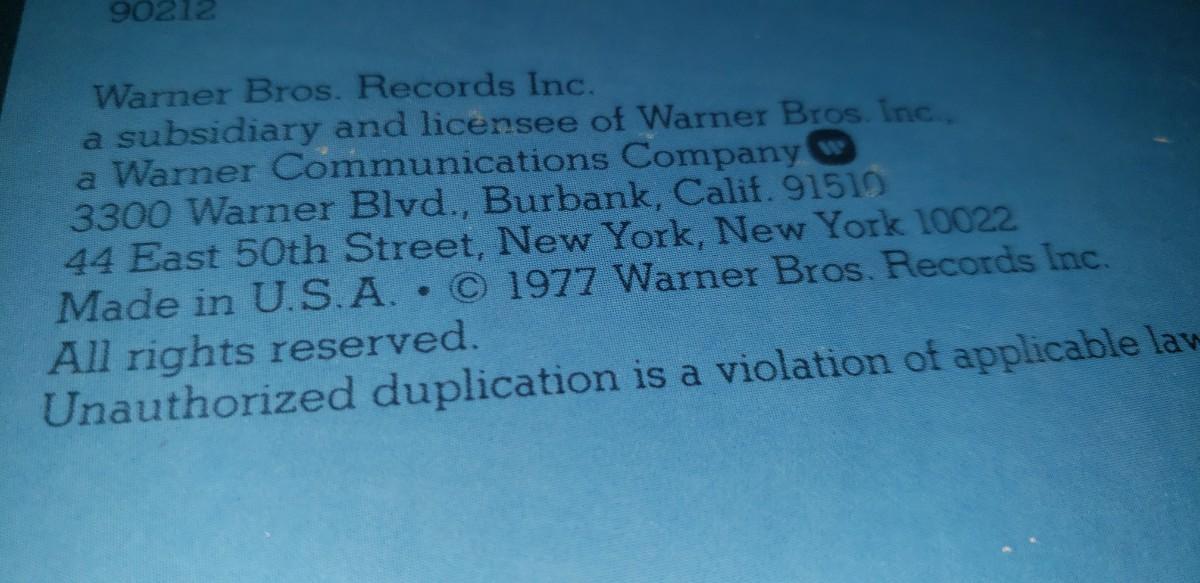 90212
Warner Bros. Records Inc.
a subsidiary and licensee of Warner Bros. Inc.,
a Warner Communications Company
3300 Warner Blvd., Burbank, Calif. 91510
44 East 50th Street, New York, New York 10022
Made in U.S.A. • © 1977 Warner Bros. Records Inc.
All rights reserved.
Unauthorized duplication is a violation of applicable law